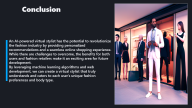 Conclusion
An AI-powered virtual stylist has the potential to revolutionize
the fashion industry by providing personalized
recommendations and a seamless online shopping experience.
While there are challenges to overcome, the benefits for both
users and fashion retailers make it an exciting area for future
development.
By leveraging machine learning algorithms and web
development, we can create a virtual stylist that truly
understands and caters to each user's unique fashion
preferences and body type.